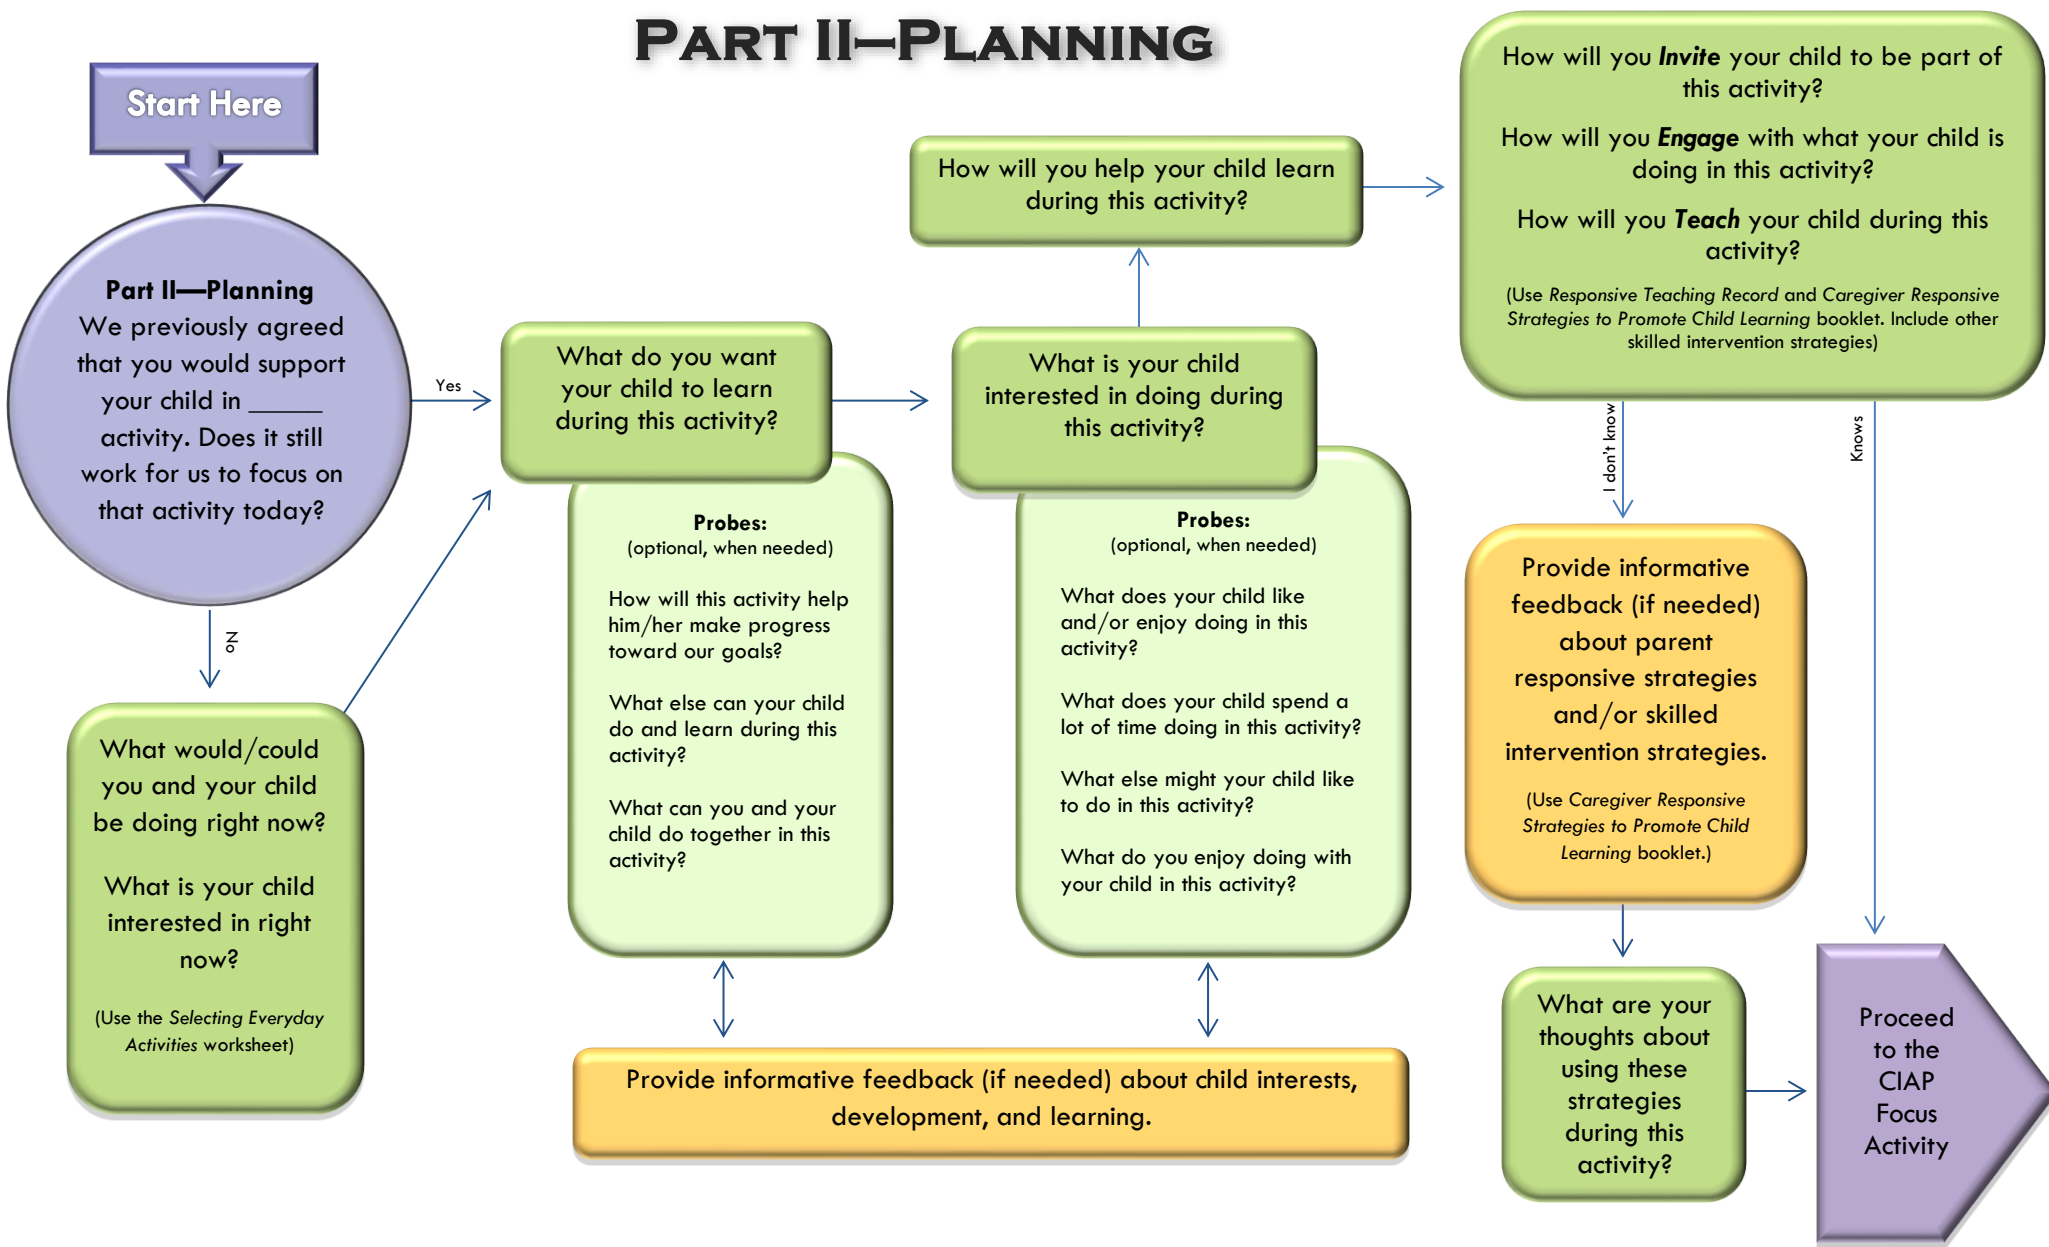 PART II—PLANNING
Start Here
Part II—Planning
We previously agreed
that you would support
your child in ______
activity. Does it still
work for us to focus on
that activity today?
Yes
No
What would/could
you and your child
be doing right now?
What is your child
interested in right
now?
(Use the Selecting Everyday
Activities worksheet)
What do you want
your child to learn
during this activity?
Probes:
(optional, when needed)
How will this activity help
him/her make progress
toward our goals?
What else can your child
do and learn during this
activity?
What can you and your
child do together in this
activity?
What is your child
interested in doing during
this activity?
Probes:
(optional, when needed)
What does your child like
and/or enjoy doing in this
activity?
What does your child spend a
lot of time doing in this activity?
What else might your child like
to do in this activity?
What do you enjoy doing with
your child in this activity?
Provide informative feedback (if needed) about child interests,
development, and learning.
How will you help your child learn
during this activity?
How will you Invite your child to be part of
this activity?
How will you Engage with what your child is
doing in this activity?
How will you Teach your child during this
activity?
(Use Responsive Teaching Record and Caregiver Responsive
Strategies to Promote Child Learning booklet. Include other
skilled intervention strategies)
I don't know
Knows
Provide informative
feedback (if needed)
about parent
responsive strategies
and/or skilled
intervention strategies.
(Use Caregiver Responsive
Strategies to Promote Child
Learning booklet.)
What are your
thoughts about
using these
strategies
during this
activity?
Proceed
to the
CIAP
Focus
Activity